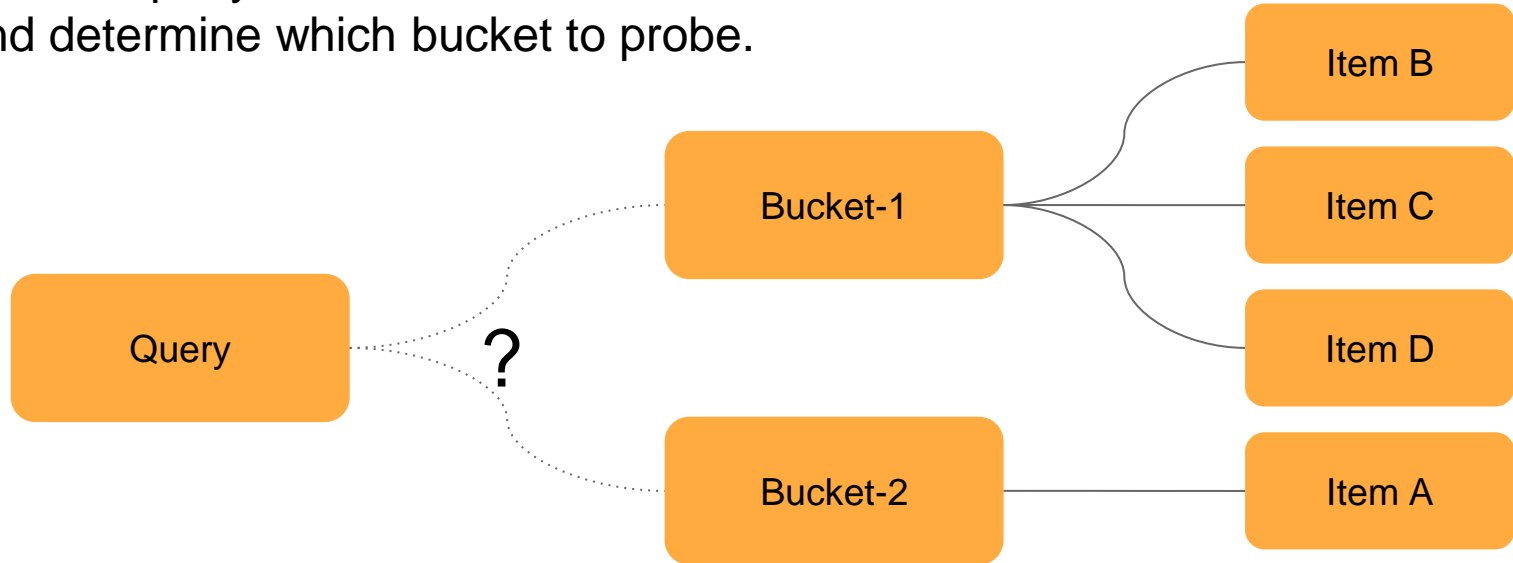 nd determine which bucket to probe.
Item B
Bucket-1
Item C
Query
?
Item D
Bucket-2
Item A